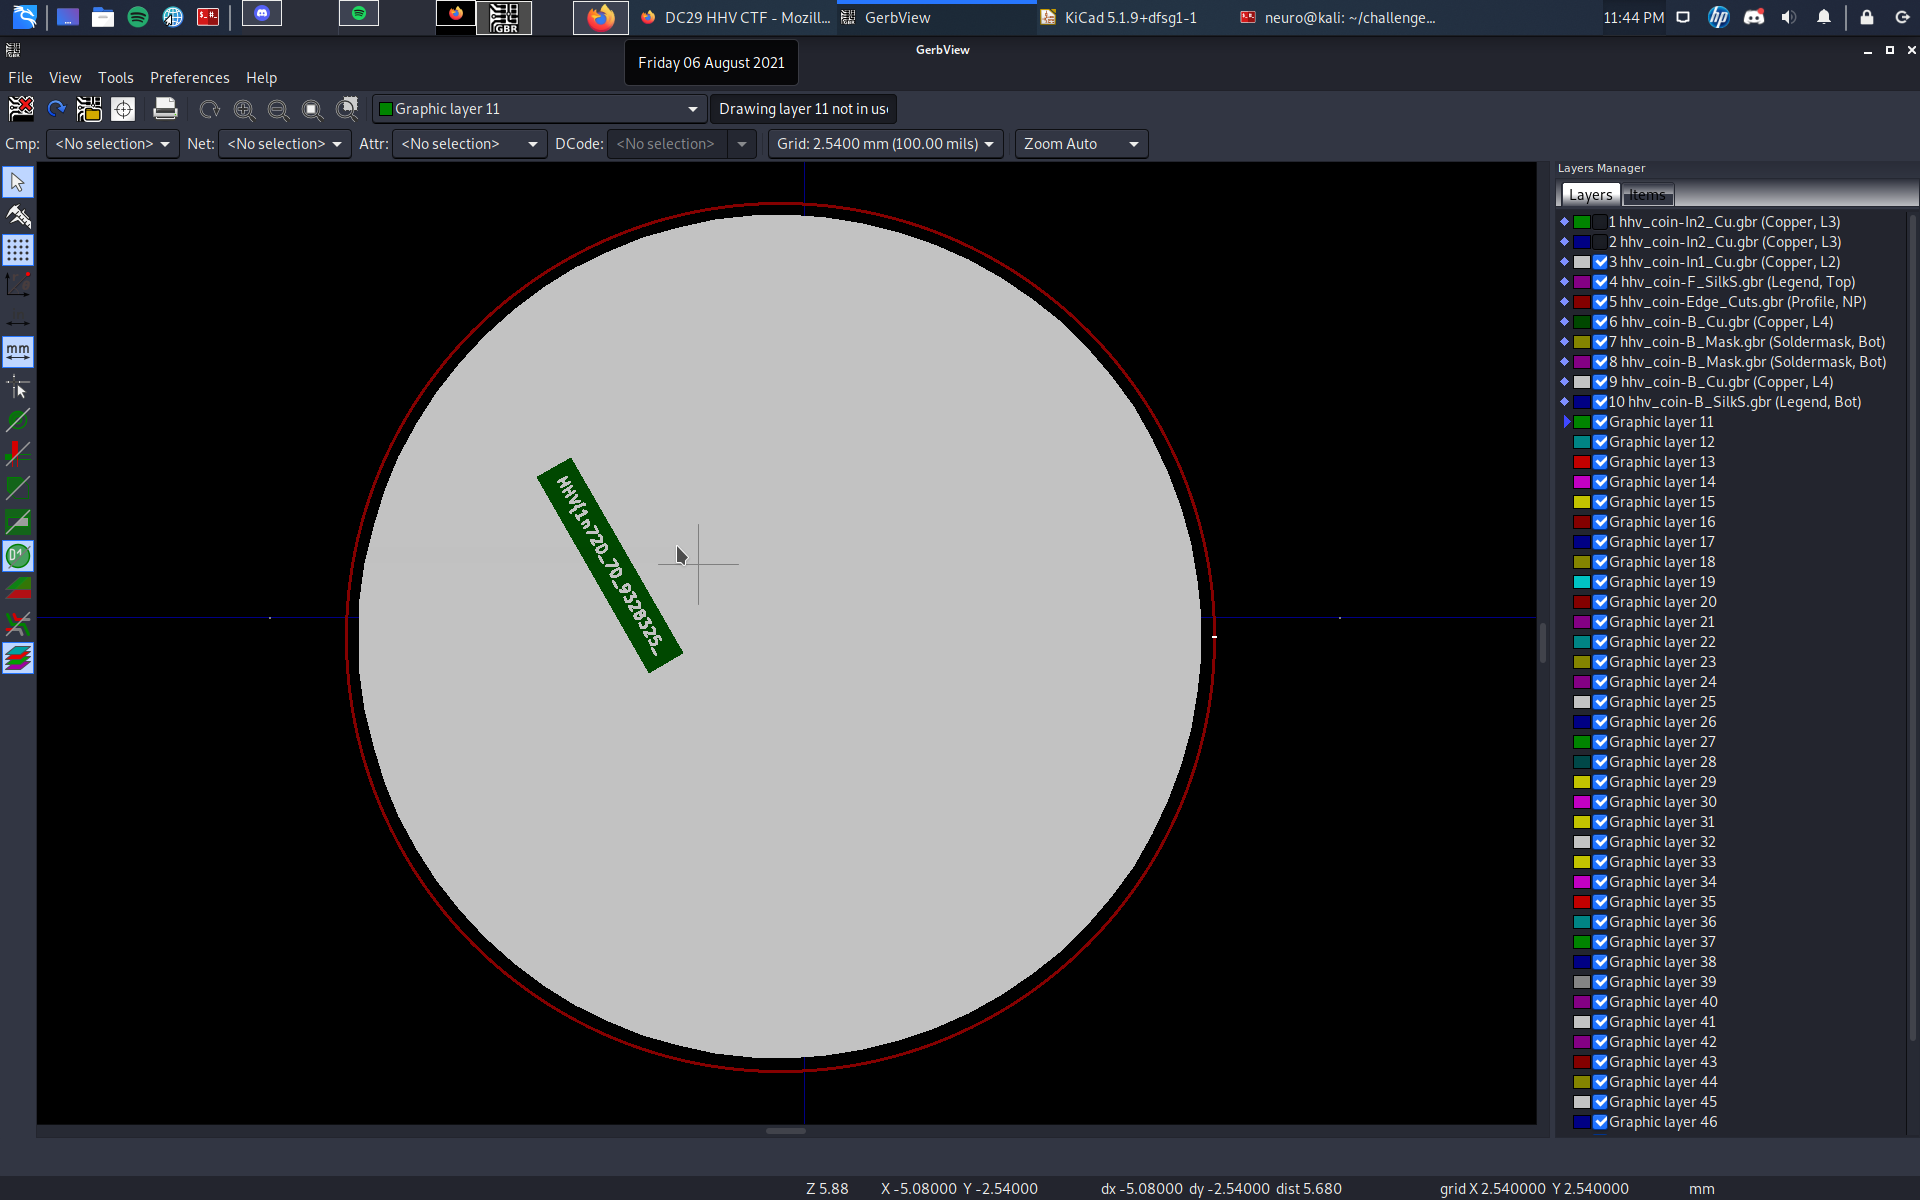 DC29 HHV CTF - Mozill...
GerbView
KiCad 5.1.9+dfsg1-1
neuro@kali: ~/challenge...
11:44 PM
GBR
GerbView
Friday 06 August 2021
File View Tools Preferences Help
Graphic layer 11
Drawing layer 11 not in us
Cmp: <No selection> Net: <No selection> Attr: <No selection> DCode: <No selection> Grid: 2.5400 mm (100.00 mils) Zoom Auto
mm
Layers Manager
Layers Items
1 hhv_coin-In2_Cu.gbr (Copper, L3)
2 hhv_coin-In2_Cu.gbr (Copper, L3)
3 hhv_coin-In1_Cu.gbr (Copper, L2)
4 hhv_coin-F_SilkS.gbr (Legend, Top)
5 hhv_coin-Edge_Cuts.gbr (Profile, NP)
6 hhv_coin-B_Cu.gbr (Copper, L4)
7 hhv_coin-B_Mask.gbr (Soldermask, Bot)
8 hhv_coin-B_Mask.gbr (Soldermask, Bot)
9 hhv_coin-B_Cu.gbr (Copper, L4)
10 hhv_coin-B_SilkS.gbr (Legend, Bot)
Graphic layer 11
Graphic layer 12
Graphic layer 13
Graphic layer 14
Graphic layer 15
Graphic layer 16
Graphic layer 17
Graphic layer 18
Graphic layer 19
Graphic layer 20
Graphic layer 21
Graphic layer 22
Graphic layer 23
Graphic layer 24
Graphic layer 25
Graphic layer 26
Graphic layer 27
Graphic layer 28
Graphic layer 29
Graphic layer 30
Graphic layer 31
Graphic layer 32
Graphic layer 33
Graphic layer 34
Graphic layer 35
Graphic layer 36
Graphic layer 37
Graphic layer 38
Graphic layer 39
Graphic layer 40
Graphic layer 41
Graphic layer 42
Graphic layer 43
Graphic layer 44
Graphic layer 45
Graphic layer 46
HHV{1n720_70_9328325_
Z 5.88 X -5.08000 Y -2.54000 dx -5.08000 dy -2.54000 dist 5.680 grid X 2.540000 Y 2.540000 mm